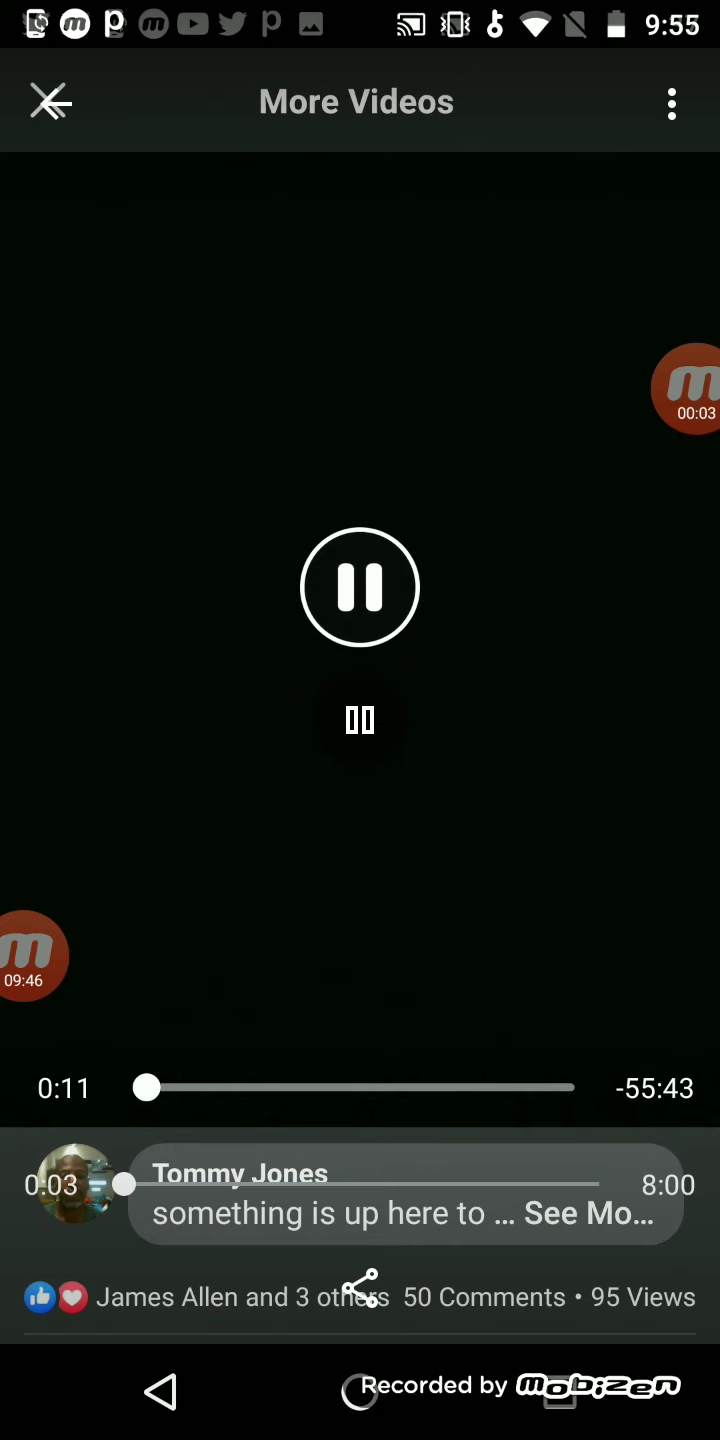 9:55
More Videos
00:03
09:46
0:11 -55:43
Tommy Jones
0:03 8:00
something is up here to ... See Mo...
James Allen and 3 others 50 Comments • 95 Views
Recorded by mobizen